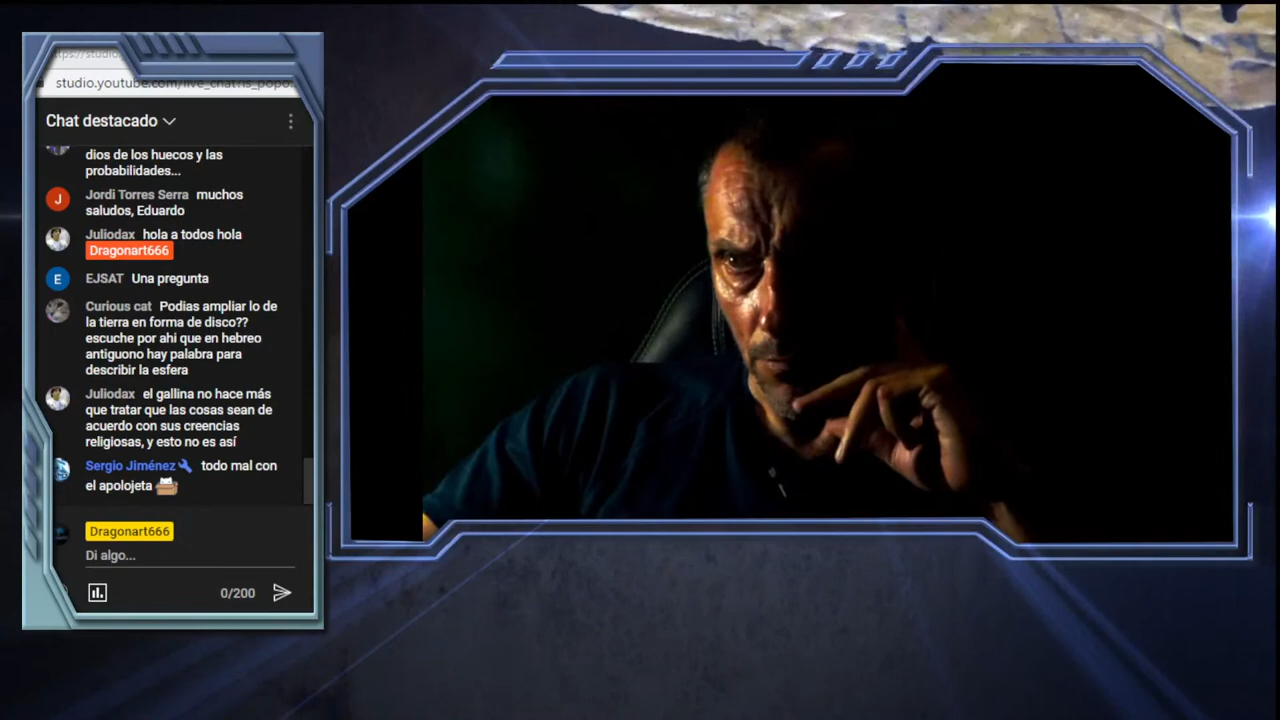 studio.youtube.com/live_chat?is_popo
Chat destacado
dios de los huecos y las
probabilidades...
Jordi Torres Serra muchos
saludos, Eduardo
Juliodax hola a todos hola
Dragonart666
EJSAT Una pregunta
Curious cat Podias ampliar lo de
la tierra en forma de disco??
escuche por ahi que en hebreo
antiguono hay palabra para
describir la esfera
Juliodax el gallina no hace más
que tratar que las cosas sean de
acuerdo con sus creencias
religiosas, y esto no es así
Sergio Jiménez todo mal con
el apolojeta
Dragonart666
Di algo...
0/200
J
E